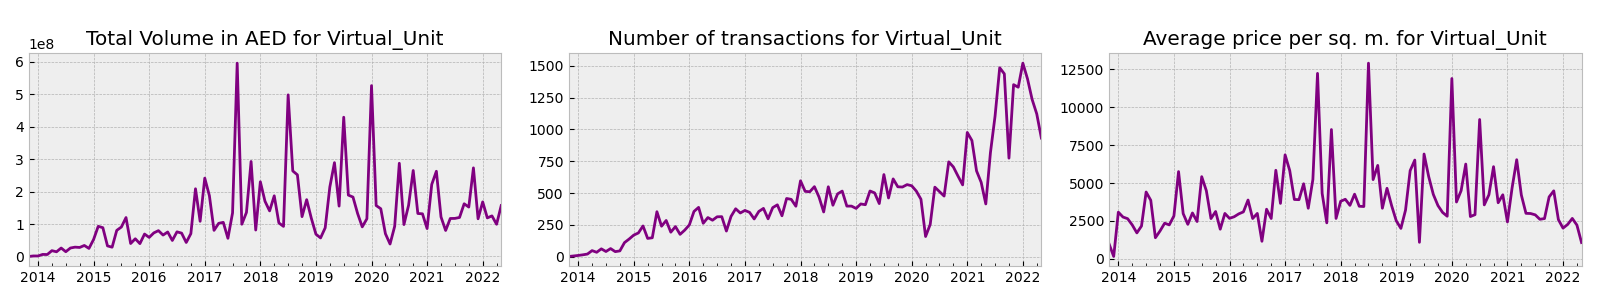 Total Volume in AED for Virtual_Unit
1e8
6
5
4
3
2
1
0
2014 2015 2016 2017 2018 2019 2020 2021 2022
Number of transactions for Virtual_Unit
1500
1250
1000
750
500
250
0
2014 2015 2016 2017 2018 2019 2020 2021 2022
Average price per sq. m. for Virtual_Unit
12500
10000
7500
5000
2500
0
2014 2015 2016 2017 2018 2019 2020 2021 2022